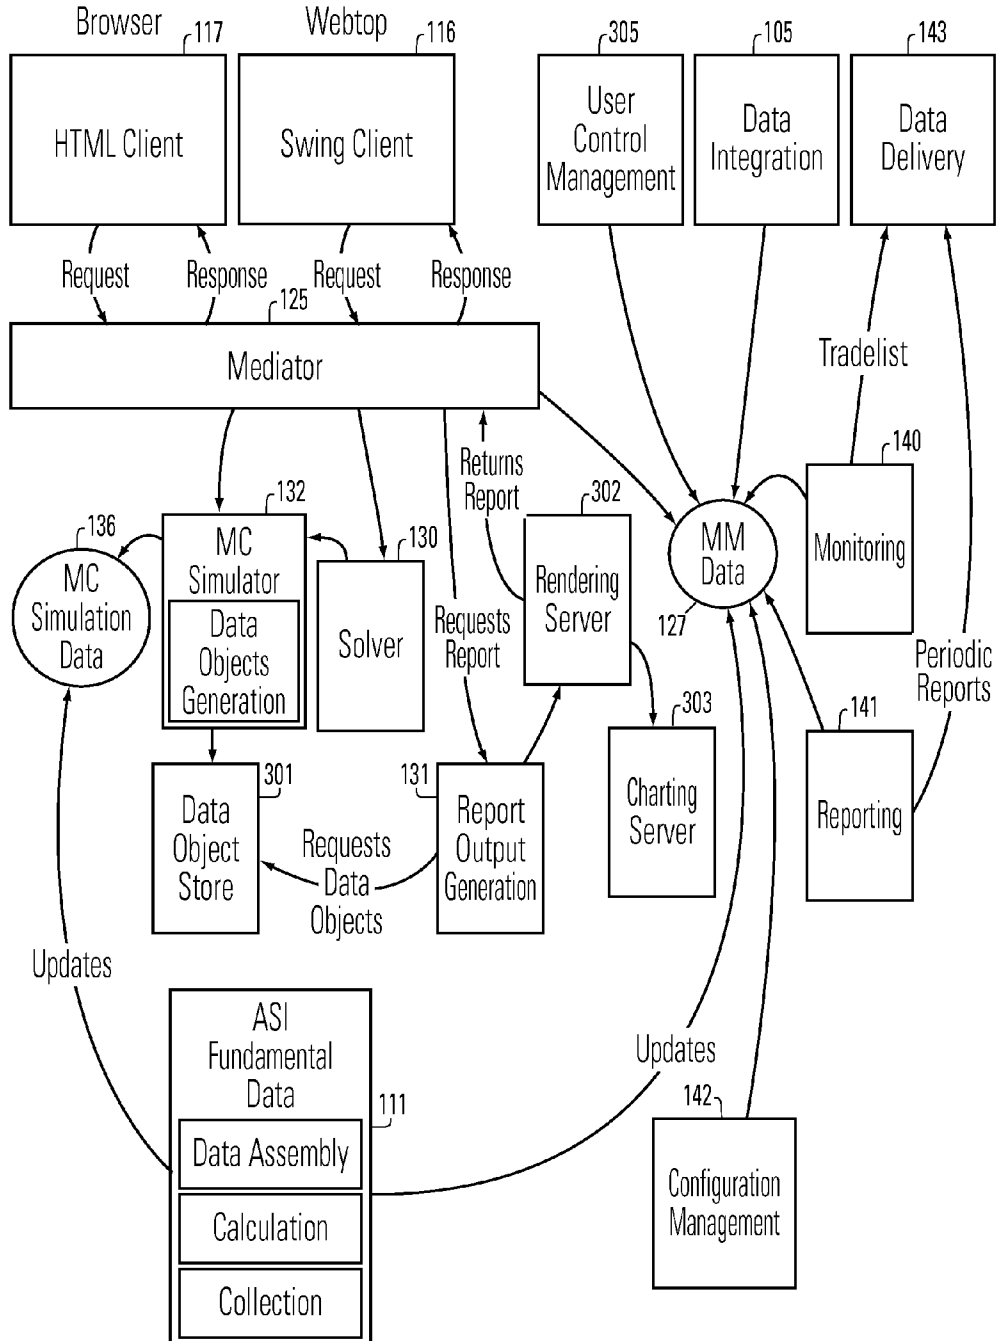 Browser
117
Webtop
116
305
105
143
HTML Client
Swing Client
User
Control
Management
Data
Integration
Data
Delivery
Request
Response
Request
Response
125
Mediator
Tradelist
Returns
Report
140
132
302
136
MC
Simulation
Data
MC
Simulator
130
Rendering
Server
MM
Data
Monitoring
Data
Objects
Generation
Solver
Requests
Report
127
Periodic
Reports
303
141
301
131
Data
Object
Store
Requests
Data
Objects
Report
Output
Generation
Charting
Server
Reporting
Updates
ASI
Fundamental
Data
Updates
111
142
Data Assembly
Calculation
Collection
Configuration
Management